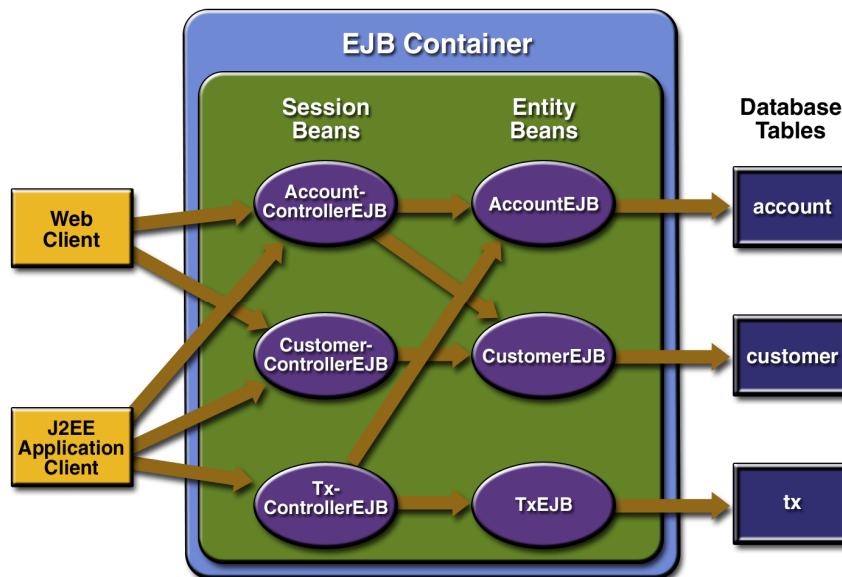 EJB Container
Session
Beans
Entity
Beans
Database
Tables
Web
Client
Account-
ControllerEJB
AccountEJB
account
Customer-
ControllerEJB
CustomerEJB
customer
J2EE
Application
Client
Tx-
ControllerEJB
TxEJB
tx